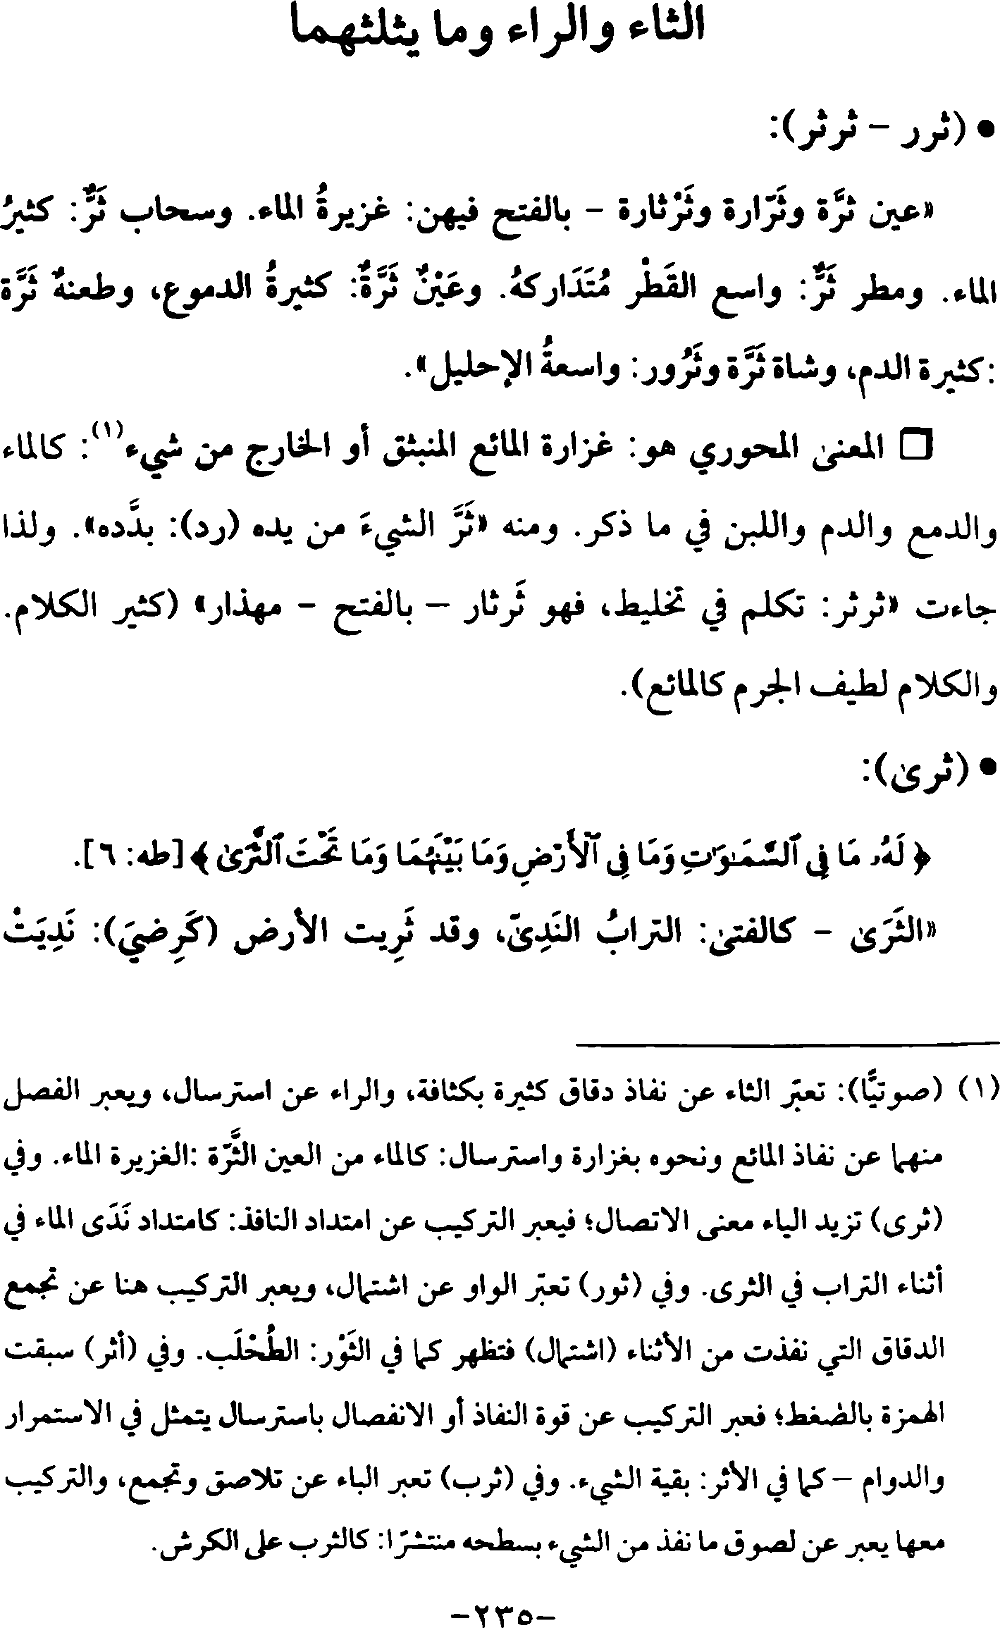 الثاء والراء وما يثلثهما
• (ثرر - ثرثر):
«عين ثرَّة وثَرّارة وثَرْثارة - بالفتح فيهن: غزيرةُ الماء. وسحاب ثَرٌّ: كثيرُ
الماء. ومطر ثَرٌّ: واسع القَطْر مُتَدَاركهُ. وعَيْنٌ ثَرَّةٌ: كثيرةُ الدموع، وطعنةٌ ثَرَّة
:كثيرة الدم، وشاة ثَرَّة وثَرُور: واسعةُ الإحليل».
□ المعنىٰ المحوري هو: غزارة المائع المنبثق أو الخارج من شيء(١): كالماء
والدمع والدم واللبن في ما ذكر. ومنه «ثَرَّ الشيءَ من يده (رد): بدَّده». ولذا
جاءت «ثرثر: تكلم في تخليط، فهو ثَرثار – بالفتح - مهذار» (كثير الكلام.
والكلام لطيف الجرم كالمائع).
• (ثرىٰ):
﴿ لَهُۥ مَا فِي ٱلسَّمَٰوَٰتِ وَمَا فِي ٱلْأَرْضِ وَمَا بَيْنَهُمَا وَمَا تَحْتَ ٱلثَّرَىٰ ﴾ [طه: ٦].
«الثَرَىٰ - كالفتىٰ: الترابُ النَدِىّ، وقد ثَرِيت الأرض (كَرِضيَ): نَدِيَتْ
(١) (صوتيًّا): تعبّر الثاء عن نفاذ دقاق كثيرة بكثافة، والراء عن استرسال، ويعبر الفصل
منهما عن نفاذ المائع ونحوه بغزارة واسترسال: كالماء من العين الثَّرّة :الغزيرة الماء. وفي
(ثرى) تزيد الياء معنى الاتصال؛ فيعبر التركيب عن امتداد النافذ: كامتداد نَدَى الماء في
أثناء التراب في الثرى. وفي (ثور) تعبّر الواو عن اشتمال، ويعبر التركيب هنا عن تجمع
الدقاق التي نفذت من الأثناء (اشتمال) فتظهر كما في الثَوْر: الطُحْلَب. وفي (أثر) سبقت
الهمزة بالضغط؛ فعبر التركيب عن قوة النفاذ أو الانفصال باسترسال يتمثل في الاستمرار
والدوام – كما في الأثر: بقية الشيء. وفي (ثرب) تعبر الباء عن تلاصق وتجمع، والتركيب
معها يعبر عن لصوق ما نفذ من الشيء بسطحه منتشرًا: كالثرب على الكرش.
-٢٣٥-